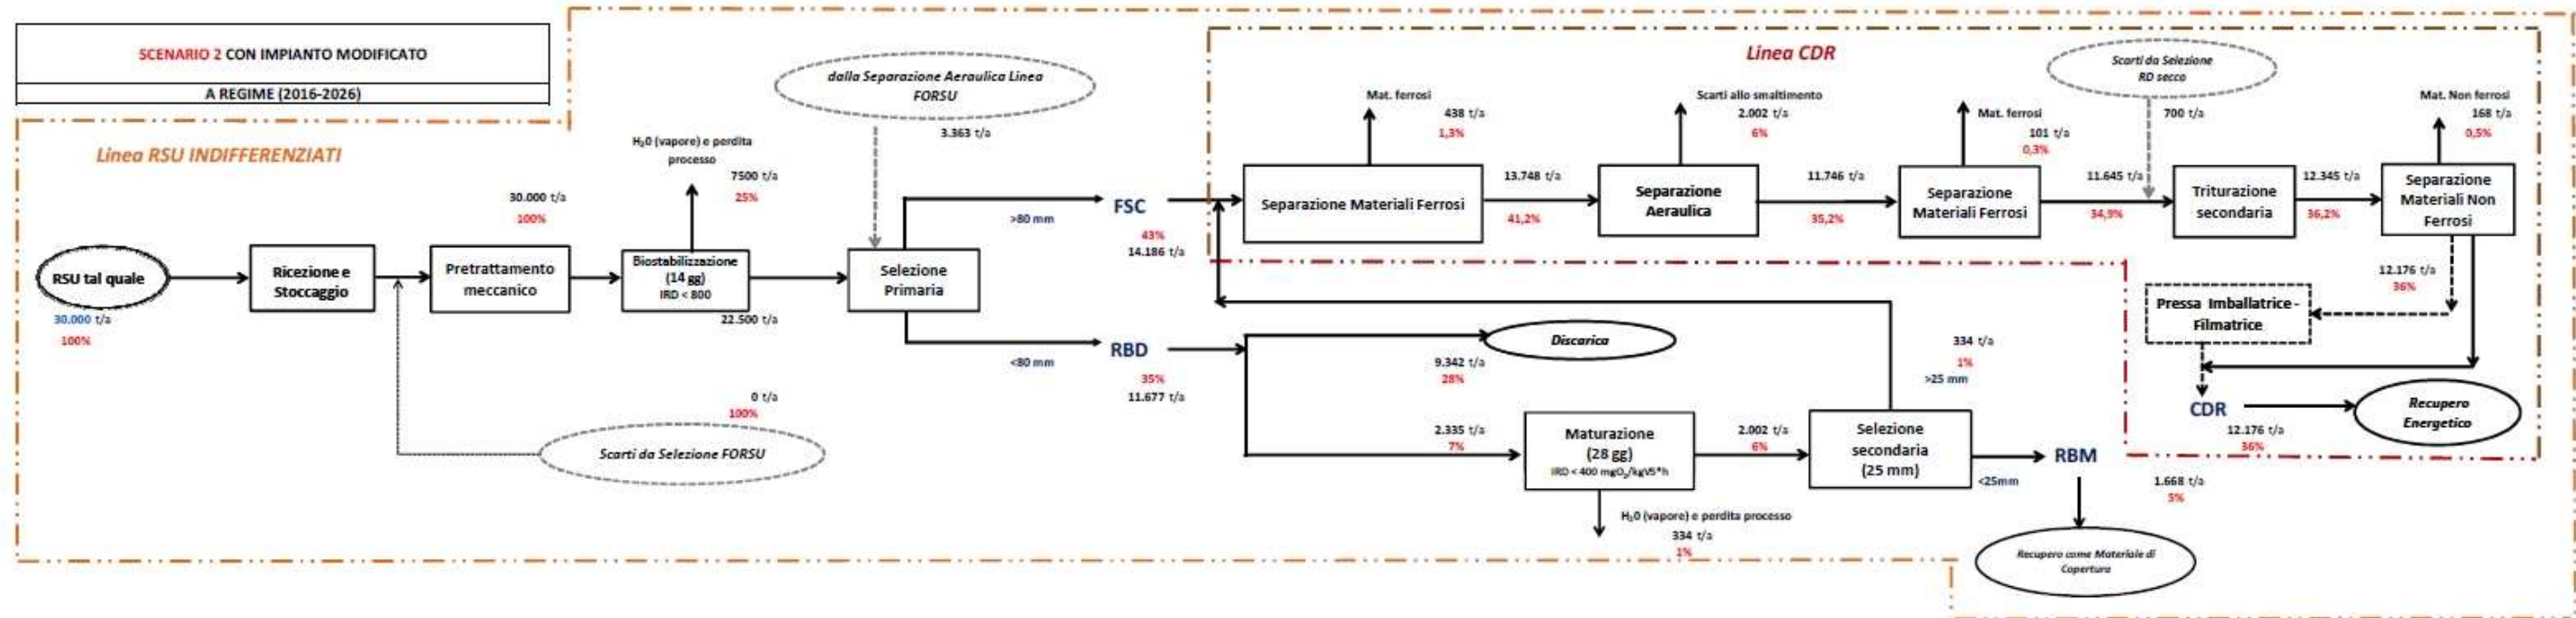 SCENARIO 2 CON IMPIANTO MODIFICATO
A REGIME (2016-2026)
Linea RSU INDIFFERENZIATI
Linea CDR
RSU tal quale
30.000 t/a
100%
Ricezione e
Stoccaggio
30.000 t/a
100%
Pretrattamento
meccanico
0 t/a
100%
Scarti da Selezione FORSU
H₂0 (vapore) e perdita
processo
7500 t/a
25%
Biostabilizzazione
(14 gg)
IRD < 800
22.500 t/a
dalla Separazione Aeraulica Linea
FORSU
3.363 t/a
Selezione
Primaria
>80 mm
FSC
43%
14.186 t/a
<80 mm
RBD
35%
11.677 t/a
Mat. ferrosi
438 t/a
1,3%
Separazione Materiali Ferrosi
13.748 t/a
41,2%
Scarti allo smaltimento
2.002 t/a
6%
Separazione
Aeraulica
11.746 t/a
35,2%
Mat. ferrosi
101 t/a
0,3%
Separazione
Materiali Ferrosi
11.645 t/a
34,9%
Scarti da Selezione
RD secco
700 t/a
Triturazione
secondaria
12.345 t/a
36,2%
Mat. Non ferrosi
168 t/a
0,5%
Separazione
Materiali Non
Ferrosi
12.176 t/a
36%
Pressa Imballatrice -
Filmatrice
CDR
12.176 t/a
36%
Recupero
Energetico
Discarica
9.342 t/a
28%
2.335 t/a
7%
Maturazione
(28 gg)
IRD < 400 mgO₂/kgVS*h
H₂0 (vapore) e perdita processo
334 t/a
1%
2.002 t/a
6%
Selezione
secondaria
(25 mm)
334 t/a
1%
>25 mm
<25mm
RBM
1.668 t/a
5%
Recupero come Materiale di
Copertura